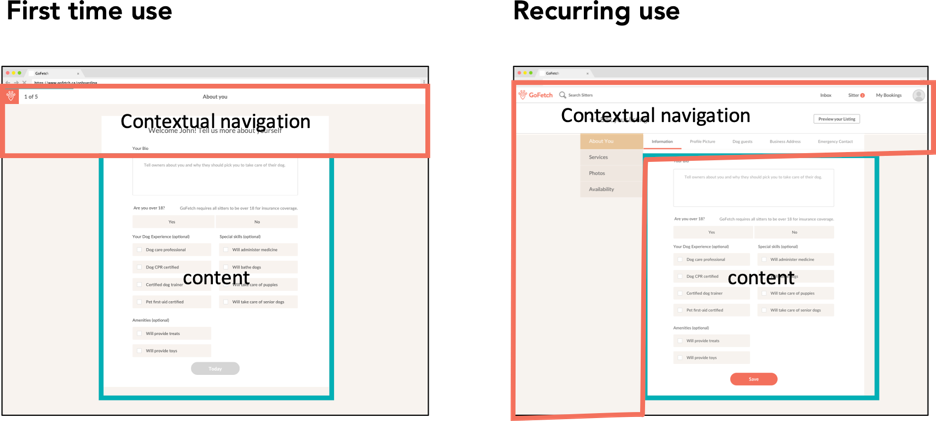 First time use
Recurring use
GoFetch
https://www.gofetch.ca/onboarding
1 of 5
About you
Contextual navigation
Welcome John! Tell us more about yourself
Your Bio
Tell owners about you and why they should pick you to take care of their dog.
Are you over 18?
GoFetch requires all sitters to be over 18 for insurance coverage.
Yes
No
Your Dog Experience (optional)
Special skills (optional)
Dog care professional
Will administer medicine
Dog CPR certified
Will bathe dogs
content
Certified dog trainer
Will take care of puppies
Pet first-aid certified
Will take care of senior dogs
Amenities (optional)
Will provide treats
Will provide toys
GoFetch
GoFetch
Search Sitters
Inbox
Sitter
My Bookings
Contextual navigation
Preview your Listing
About You
Information
Profile Picture
Dog guests
Business Address
Emergency Contact
Services
Photos
Availability
Tell owners about you and why they should pick you to take care of their dog.
Are you over 18?
GoFetch requires all sitters to be over 18 for insurance coverage.
Yes
No
Your Dog Experience (optional)
Special skills (optional)
Dog care professional
Will administer medicine
Dog CPR certified
content
Certified dog trainer
Will take care of puppies
Pet first-aid certified
Will take care of senior dogs
Amenities (optional)
Will provide treats
Will provide toys
Save